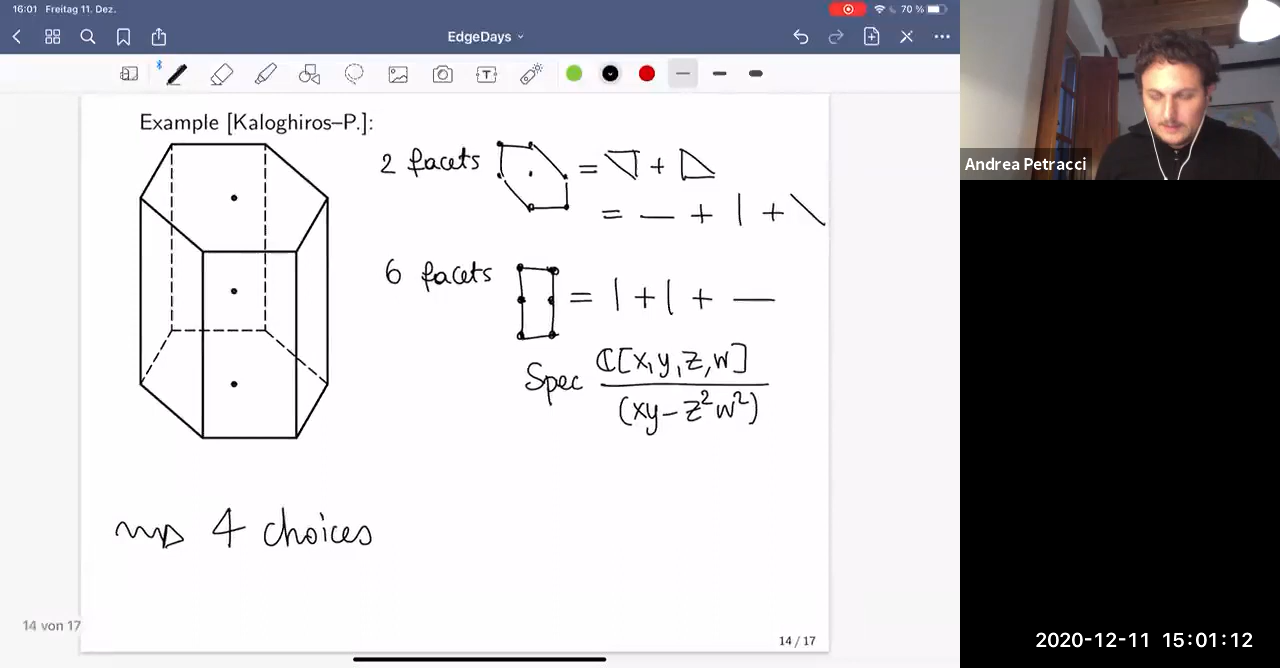 16:01 Freitag 11. Dez.
70 %
EdgeDays
Example [Kaloghiros–P.]:
2 facets = +
= — + | + \
6 facets = | + | + —
Spec ℂ[x,y,z,w]
(xy-z²w²)
⇝ 4 choices
14 von 17
14 / 17
Andrea Petracci
2020-12-11 15:01:12